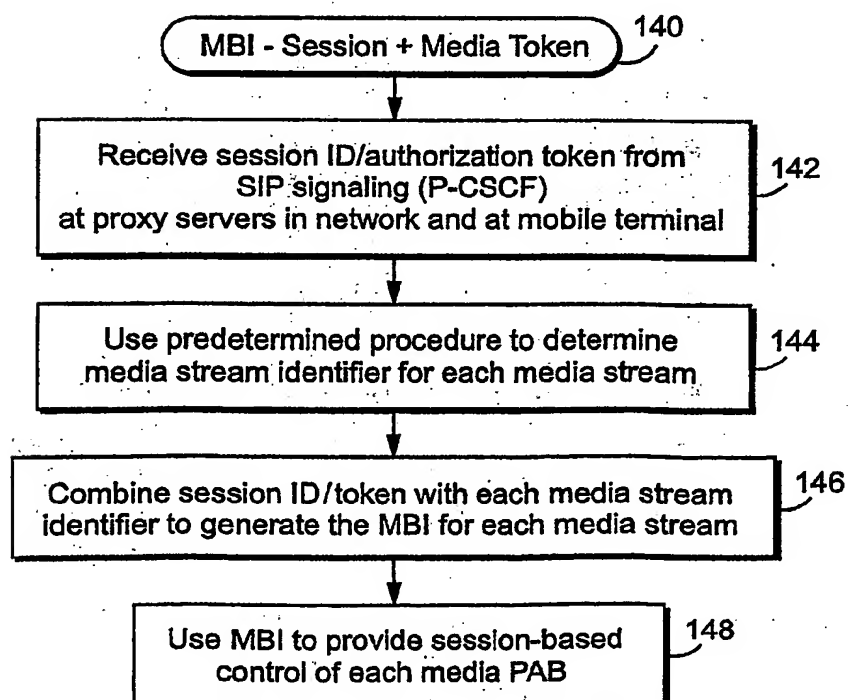 MBI - Session + Media Token
140
Receive session ID/authorization token from
SIP signaling (P-CSCF)
at proxy servers in network and at mobile terminal
142
Use predetermined procedure to determine
media stream identifier for each media stream
144
Combine session ID/token with each media stream
identifier to generate the MBI for each media stream
146
Use MBI to provide session-based
control of each media PAB
148